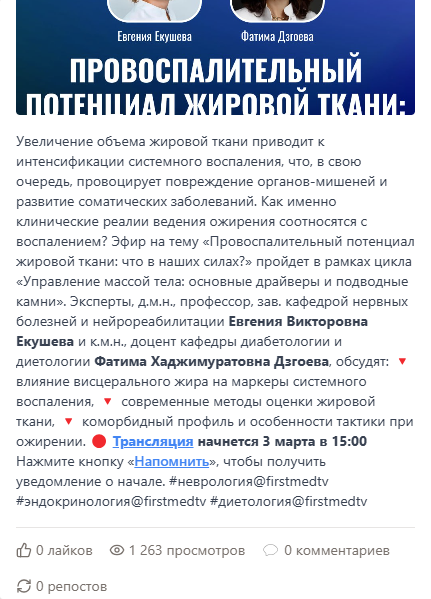 Евгения Екушева
Фатима Дзгоева
ПРОВОСПАЛИТЕЛЬНЫЙ
ПОТЕНЦИАЛ ЖИРОВОЙ ТКАНИ:
Увеличение объема жировой ткани приводит к
интенсификации системного воспаления, что, в свою
очередь, провоцирует повреждение органов-мишеней и
развитие соматических заболеваний. Как именно
клинические реалии ведения ожирения соотносятся с
воспалением? Эфир на тему «Провоспалительный потенциал
жировой ткани: что в наших силах?» пройдет в рамках цикла
«Управление массой тела: основные драйверы и подводные
камни». Эксперты, д.м.н., профессор, зав. кафедрой нервных
болезней и нейрореабилитации Евгения Викторовна
Екушева и к.м.н., доцент кафедры диабетологии и
диетологии Фатима Хаджимуратовна Дзгоева, обсудят: 🔻
влияние висцерального жира на маркеры системного
воспаления, 🔻 современные методы оценки жировой
ткани, 🔻 коморбидный профиль и особенности тактики при
ожирении. 🔴 Трансляция начнется 3 марта в 15:00
Нажмите кнопку «Напомнить», чтобы получить
уведомление о начале. #неврология@firstmedtv
#эндокринология@firstmedtv #диетология@firstmedtv
0 лайков 1 263 просмотров 0 комментариев
0 репостов